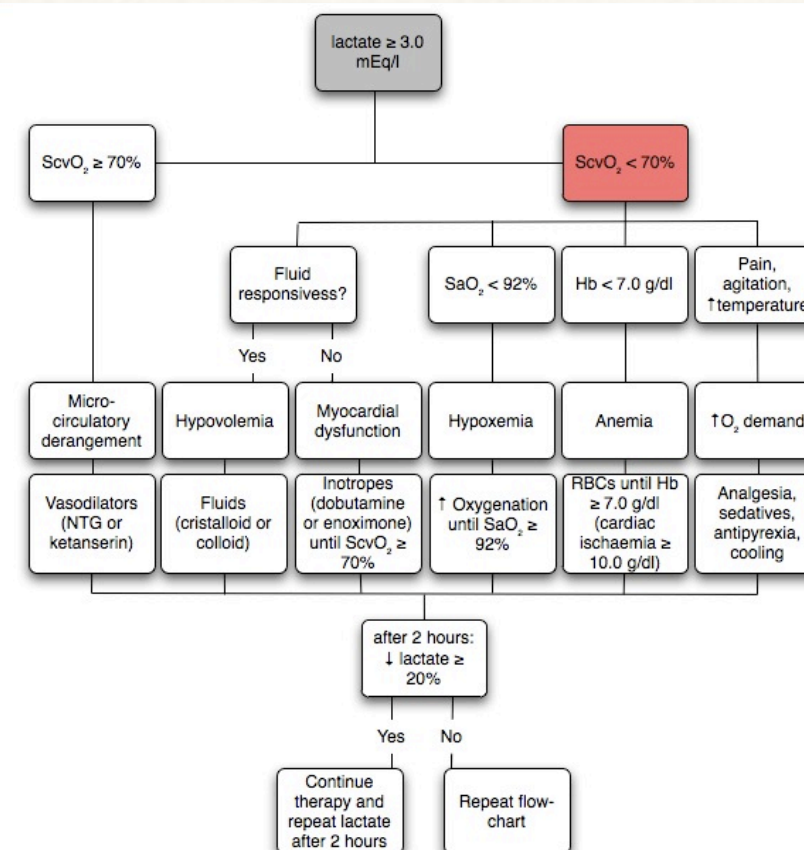 lactate ≥ 3.0
mEq/l
ScvO₂ ≥ 70%
ScvO₂ < 70%
Fluid
responsivess?
SaO₂ < 92%
Hb < 7.0 g/dl
Pain,
agitation,
↑temperature
Yes
No
Micro-
circulatory
derangement
Hypovolemia
Myocardial
dysfunction
Hypoxemia
Anemia
↑O₂ demand
Vasodilators
(NTG or
ketanserin)
Fluids
(cristalloid or
colloid)
Inotropes
(dobutamine
or enoximone)
until ScvO₂ ≥
70%
↑ Oxygenation
until SaO₂ ≥
92%
RBCs until Hb
≥ 7.0 g/dl
(cardiac
ischaemia ≥
10.0 g/dl)
Analgesia,
sedatives,
antipyrexia,
cooling
after 2 hours:
↓ lactate ≥
20%
Yes
No
Continue
therapy and
repeat lactate
after 2 hours
Repeat flow-
chart